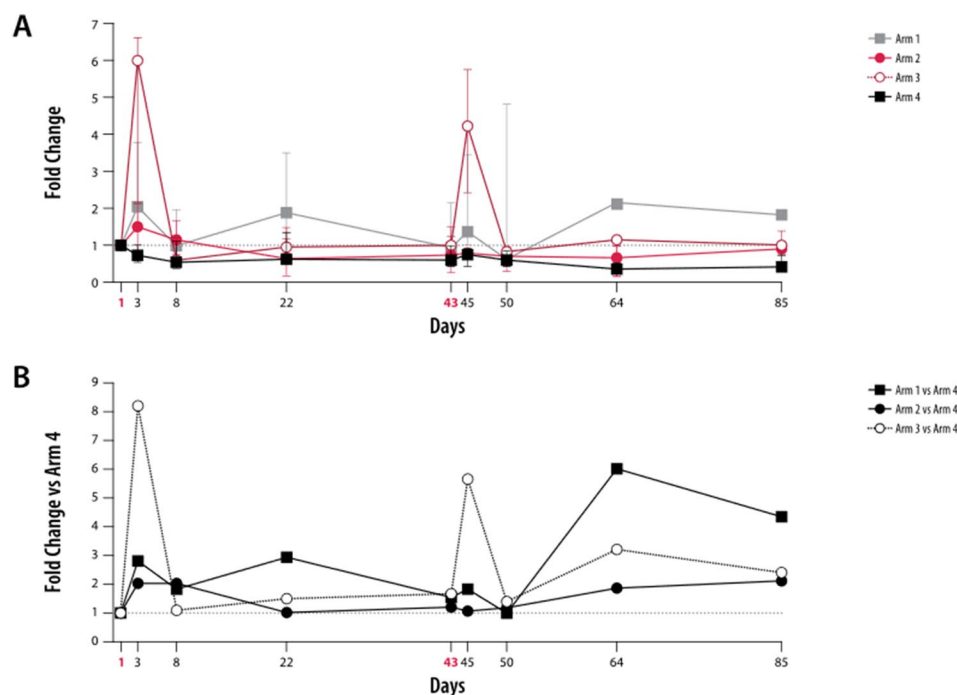 A
Fold Change
7
6
5
4
3
2
1
0
1 3 8 22 43 45 50 64 85
Days
Arm 1
Arm 2
Arm 3
Arm 4
B
Fold Change vs Arm 4
9
8
7
6
5
4
3
2
1
0
1 3 8 22 43 45 50 64 85
Days
Arm 1 vs Arm 4
Arm 2 vs Arm 4
Arm 3 vs Arm 4